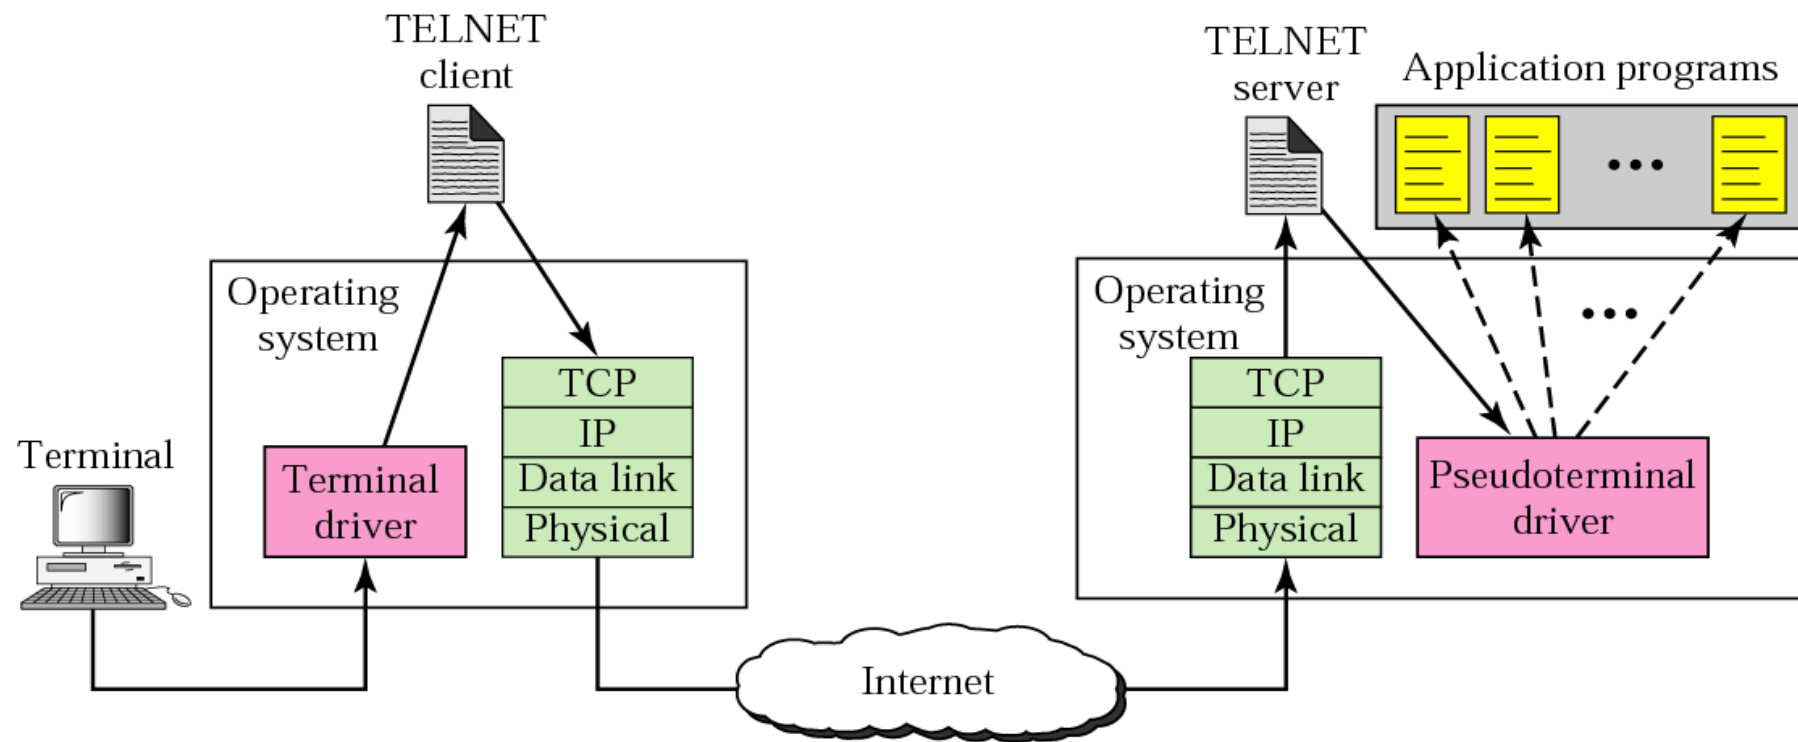 TELNET
client
Operating
system
TCP
IP
Data link
Physical
Terminal
driver
Terminal
Internet
TELNET
server
Application programs
Operating
system
TCP
IP
Data link
Physical
Pseudoterminal
driver